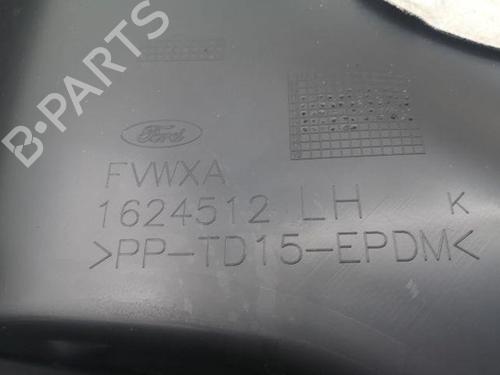 B-PARTS
Ford
FVWXA
1624512 LH K
>PP-TD15-EPDM<